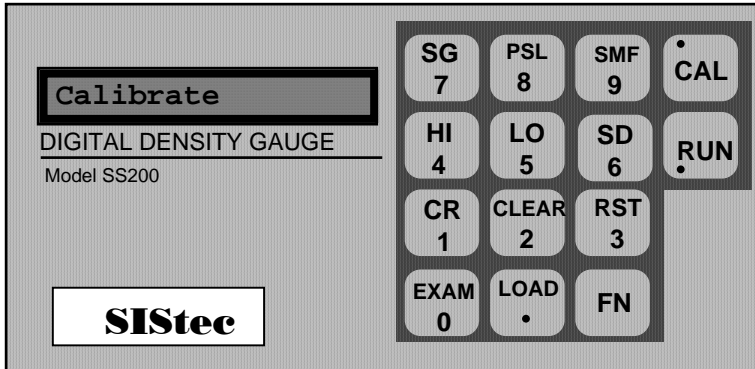 Calibrate
DIGITAL DENSITY GAUGE
Model SS200
SIStec
SG PSL SMF
7 8 9 CAL
HI LO SD
4 5 6 RUN
CR CLEAR RST
1 2 3
EXAM LOAD FN
0 •